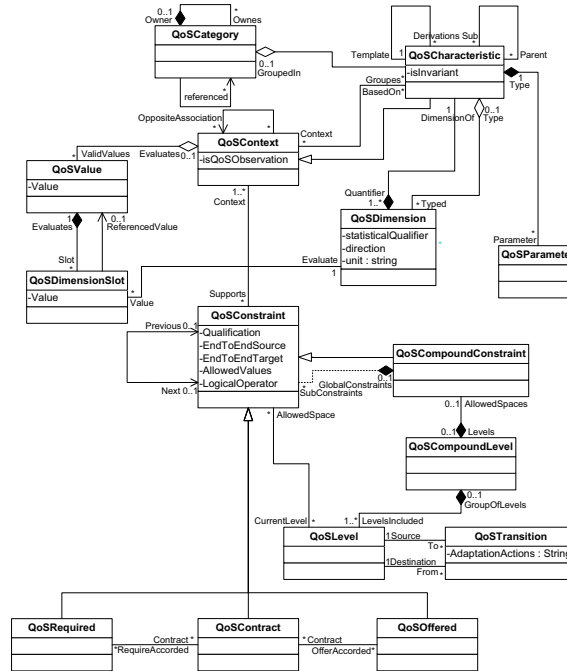 0..1 *
Owner Ownes
QoSCategory
0..1
GroupedIn
referenced *
Derivations Sub
* *
Template 1 * Parent
QoSCharacteristic
-isInvariant
1
Type
Groupes *
BasedOn *
1
DimensionOf
0..1
Type
OppositeAssociation * *
Context
*
QoSContext
-isQoSObservation
ValidValues Evaluates
* 0..1
QoSValue
-Value
1 0..1
Evaluates ReferencedValue
Slot
*
QoSDimensionSlot
-Value
*
Value
1..*
Context
Quantifier
1..* *Typed
QoSDimension
-statisticalQualifier
-direction
-unit : string
*
Evaluate
1
*
Parameter
QoSParamete
Supports
*
QoSConstraint
-Qualification
-EndToEndSource
-EndToEndTarget
-AllowedValues
-LogicalOperator
Previous 0..1
Next 0..1
0..1
GlobalConstraints
*
SubConstraints
QoSCompoundConstraint
* AllowedSpace
0..1 AllowedSpaces
0..1 Levels
QoSCompoundLevel
0..1
GroupOfLevels
CurrentLevel *
1..* LevelsIncluded
QoSLevel
1Source
To *
1Destination
From *
QoSTransition
-AdaptationActions : String
QoSRequired
Contract *
*RequireAccorded
QoSContract
* Contract
OfferAccorded*
QoSOffered